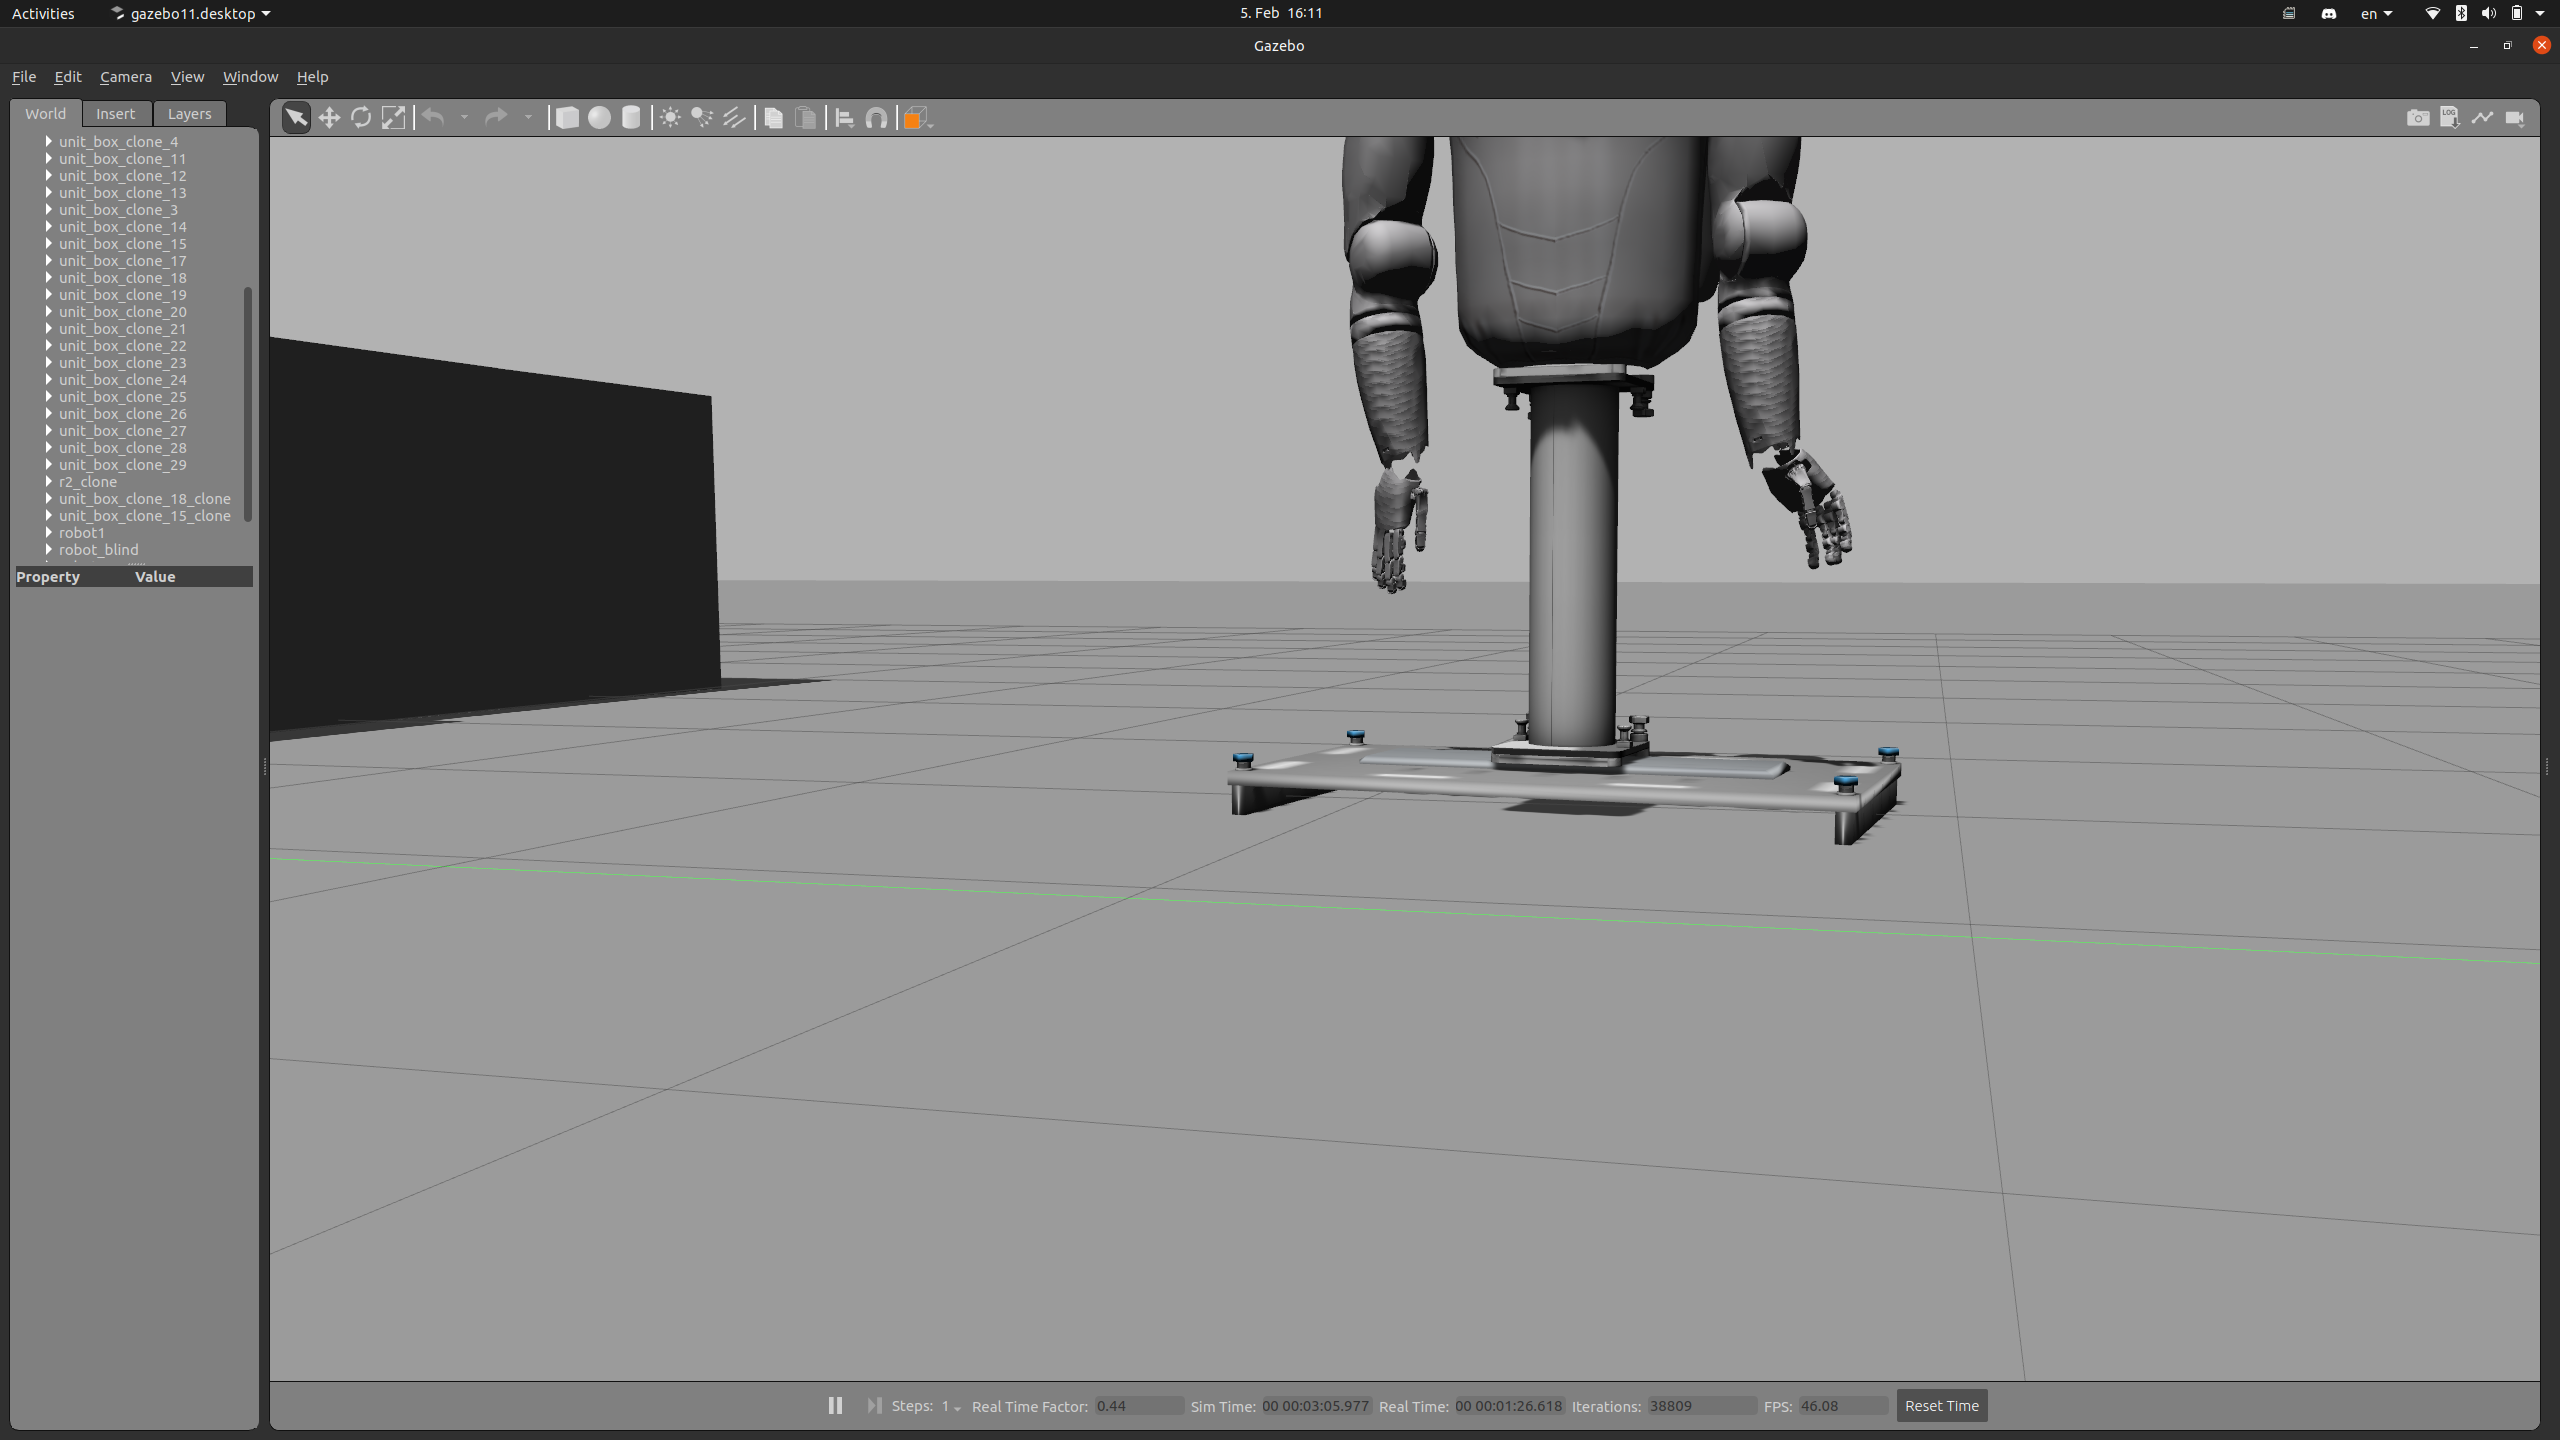 Activities gazebo11.desktop 5. Feb 16:11 en
Gazebo
File Edit Camera View Window Help
World Insert Layers
LOG
unit_box_clone_4
unit_box_clone_11
unit_box_clone_12
unit_box_clone_13
unit_box_clone_3
unit_box_clone_14
unit_box_clone_15
unit_box_clone_17
unit_box_clone_18
unit_box_clone_19
unit_box_clone_20
unit_box_clone_21
unit_box_clone_22
unit_box_clone_23
unit_box_clone_24
unit_box_clone_25
unit_box_clone_26
unit_box_clone_27
unit_box_clone_28
unit_box_clone_29
r2_clone
unit_box_clone_18_clone
unit_box_clone_15_clone
robot1
robot_blind
Property Value
Steps: 1 Real Time Factor: 0.44 Sim Time: 00 00:03:05.977 Real Time: 00 00:01:26.618 Iterations: 38809 FPS: 46.08 Reset Time